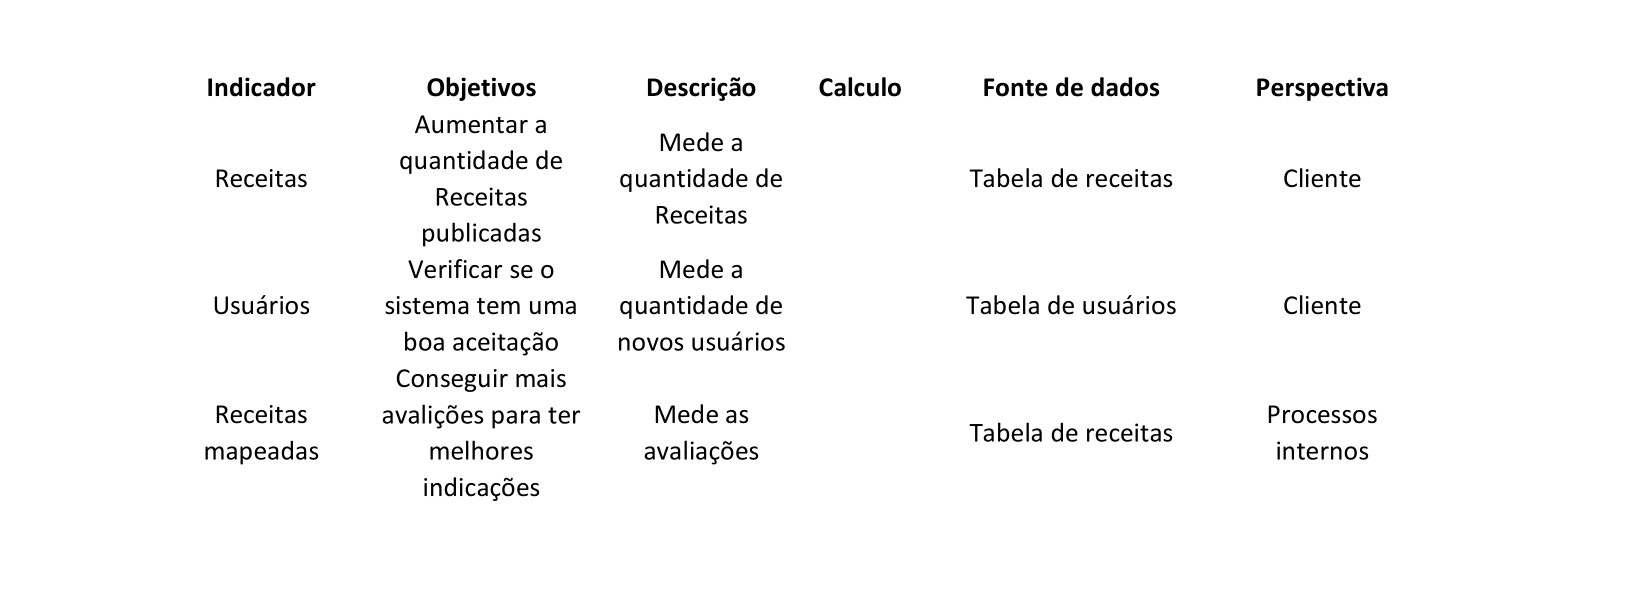 Indicador Objetivos Descrição Calculo Fonte de dados Perspectiva
Receitas
Aumentar a
quantidade de
Receitas
publicadas
Mede a
quantidade de
Receitas
Tabela de receitas
Cliente
Usuários
Verificar se o
sistema tem uma
boa aceitação
Mede a
quantidade de
novos usuários
Tabela de usuários
Cliente
Receitas
mapeadas
Conseguir mais
avalições para ter
melhores
indicações
Mede as
avaliações
Tabela de receitas
Processos
internos